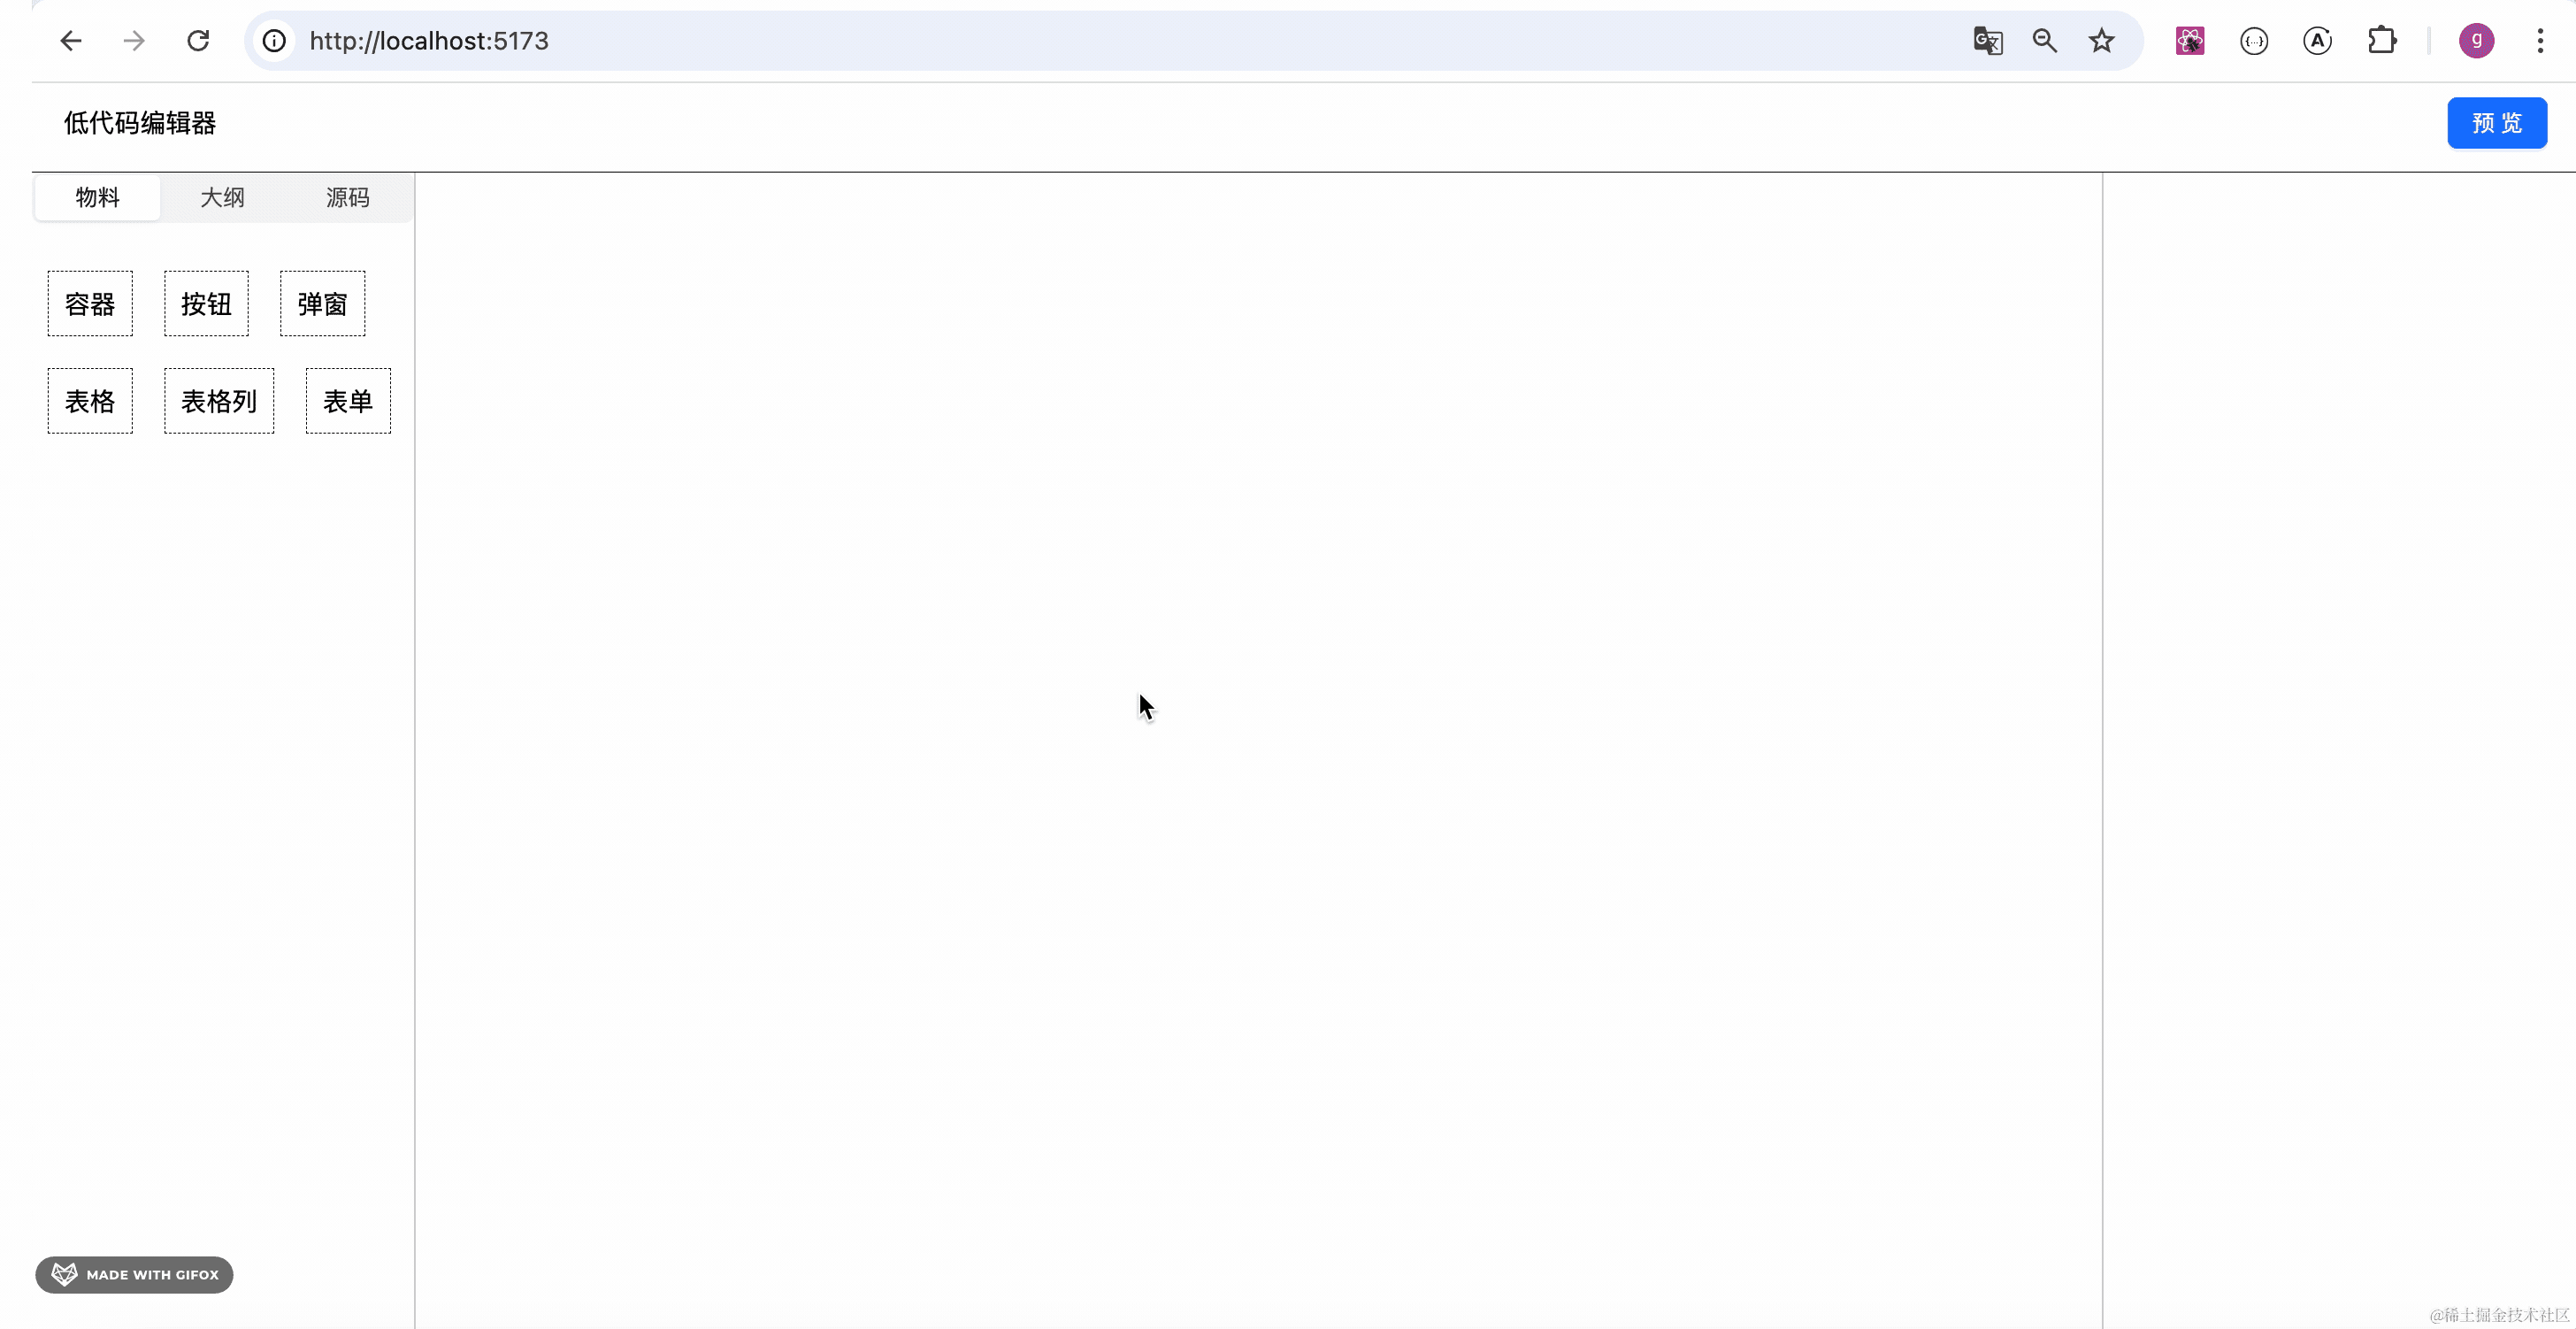 http://localhost:5173
g
低代码编辑器
预 览
物料 大纲 源码
容器 按钮 弹窗
表格 表格列 表单
MADE WITH GIFOX
@稀土掘金技术社区